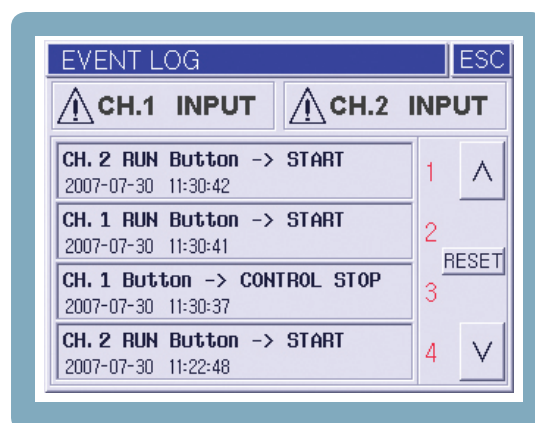 EVENT LOG ESC
CH.1 INPUT CH.2 INPUT
CH. 2 RUN Button -> START
2007-07-30 11:30:42
1
CH. 1 RUN Button -> START
2007-07-30 11:30:41
2
RESET
CH. 1 Button -> CONTROL STOP
2007-07-30 11:30:37
3
CH. 2 RUN Button -> START
2007-07-30 11:22:48
4